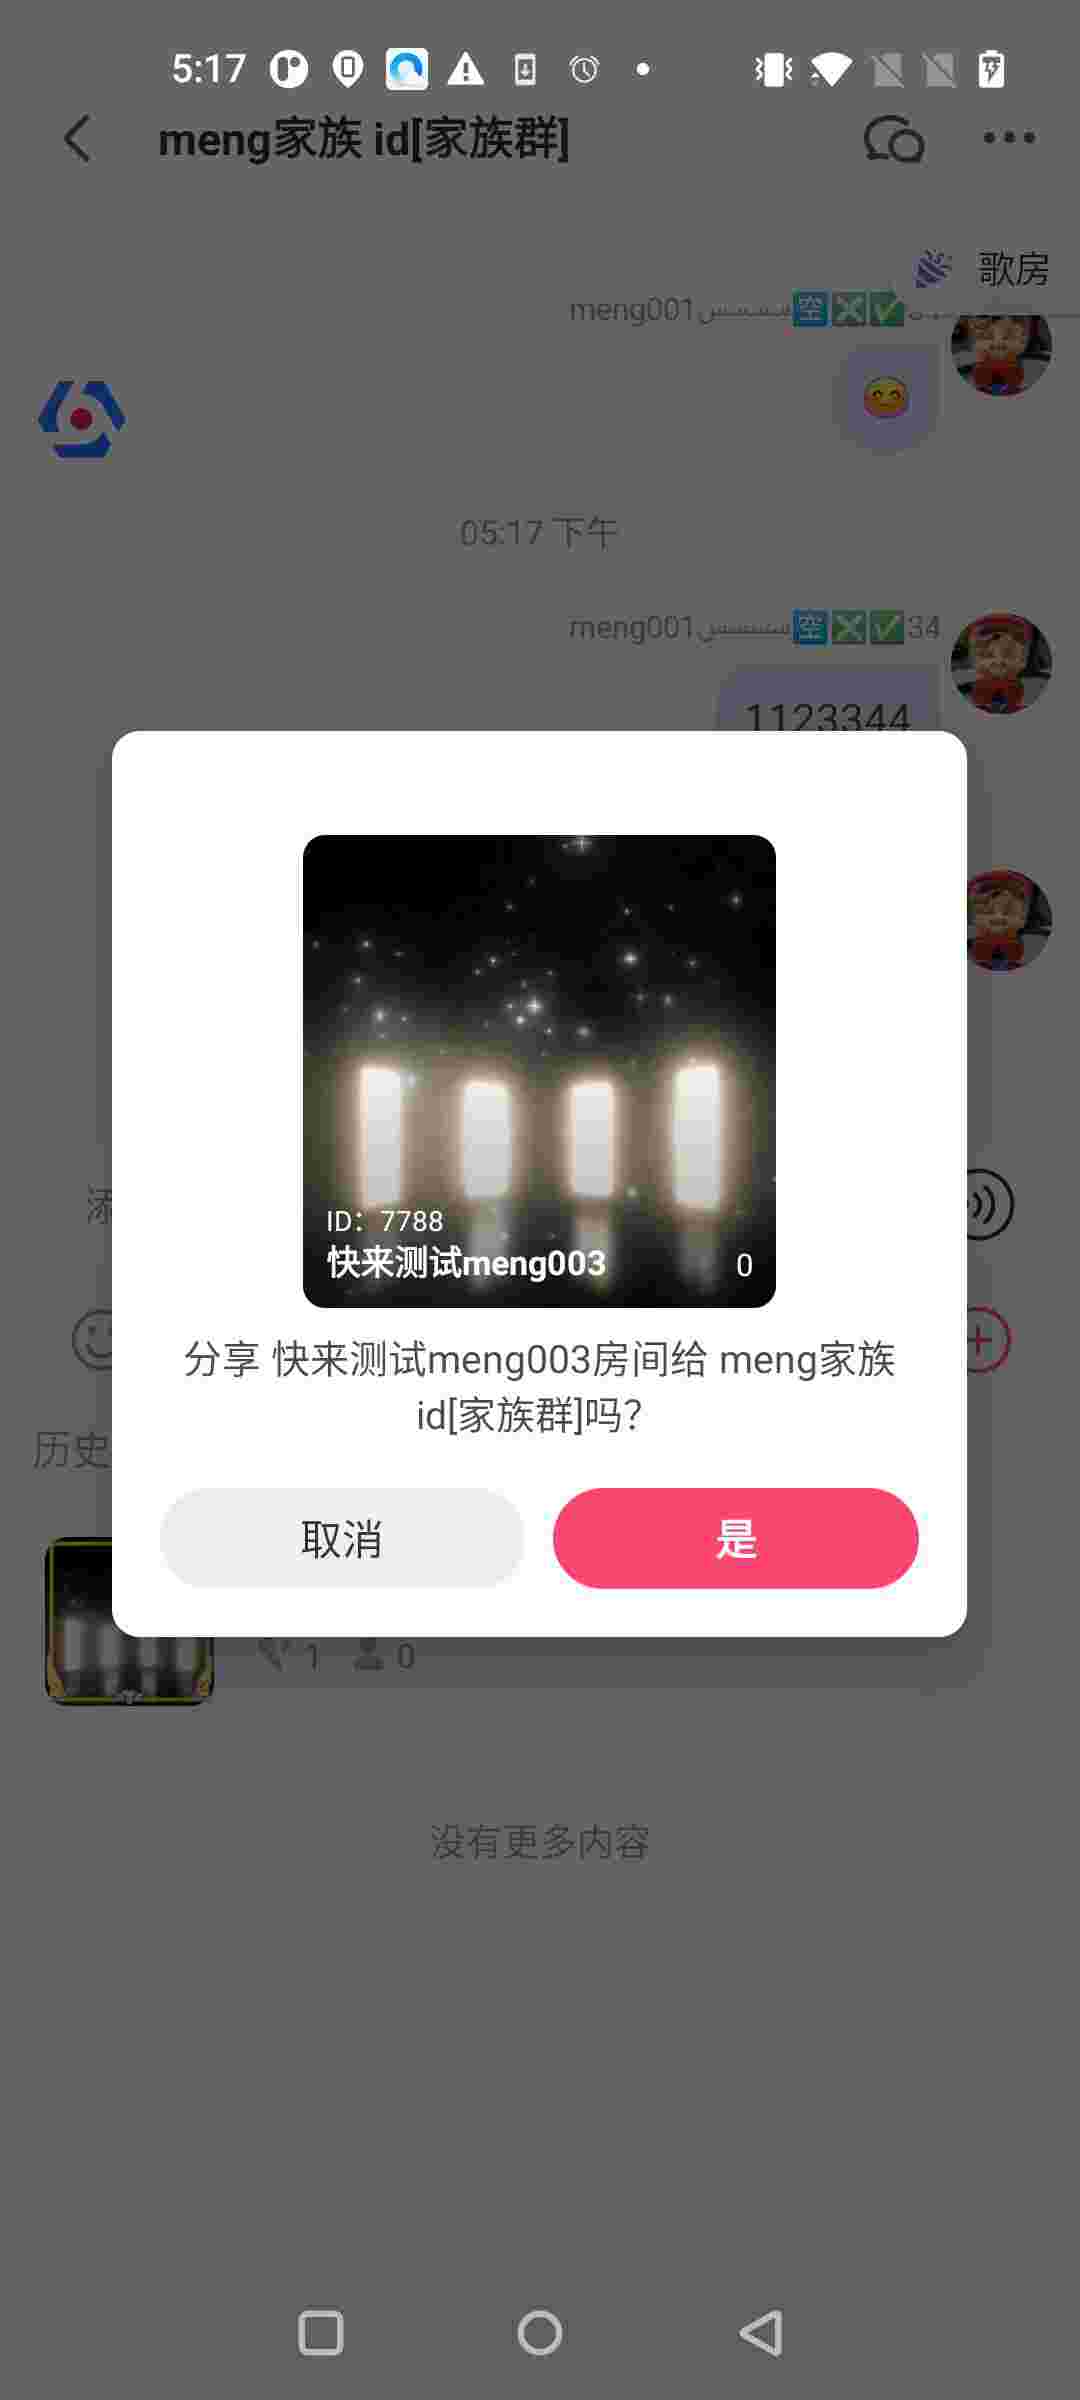 5:17
meng家族 id[家族群]
歌房
meng001سسسسس空❎✅
05:17 下午
meng001سسسسس空❎✅34
1123344
ID：7788
快来测试meng003
0
分享 快来测试meng003房间给 meng家族
id[家族群]吗?
取消
是
历史
1 0
没有更多内容